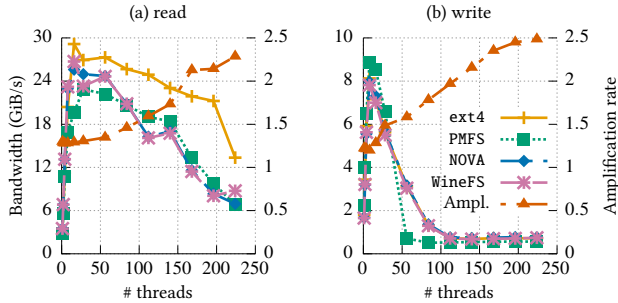 (a) read
(b) write
Bandwidth (GiB/s)
30
24
18
12
6
0
2.5
2
1.5
1
0.5
0
0 50 100 150 200 250
# threads
10
8
6
4
2
0
ext4
PMFS
NOVA
WineFS
Ampl.
2.5
2
1.5
1
0.5
0
Amplification rate
0 50 100 150 200 250
# threads